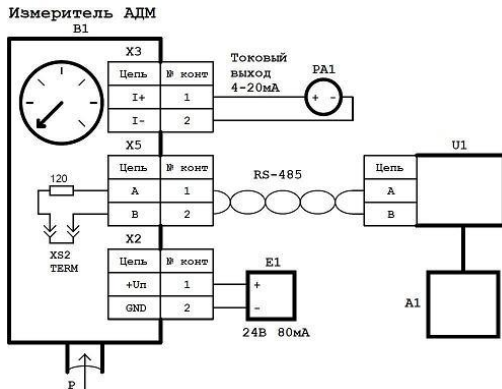 Измеритель АДМ
B1
X3
Цепь № конт
I+ 1
I- 2
Токовый
выход
4-20мА
PA1
+ -
X5
Цепь № конт
A 1
B 2
120
XS2
TERM
RS-485
U1
Цепь
A
B
X2
Цепь № конт
+Uп 1
GND 2
E1
+
-
24В 80мА
A1
P